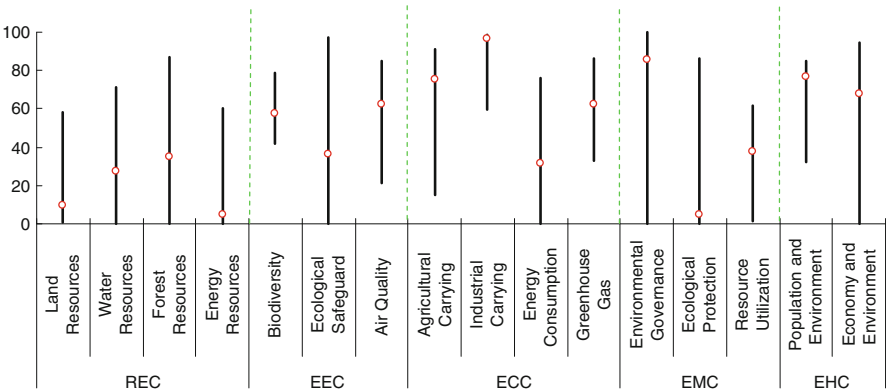 100
80
60
40
20
0
Land
Resources
Water
Resources
Forest
Resources
Energy
Resources
Biodiversity
Ecological
Safeguard
Air Quality
Agricultural
Carrying
Industrial
Carrying
Energy
Consumption
Greenhouse
Gas
Environmental
Governance
Ecological
Protection
Resource
Utilization
Population and
Environment
Economy and
Environment
REC
EEC
ECC
EMC
EHC